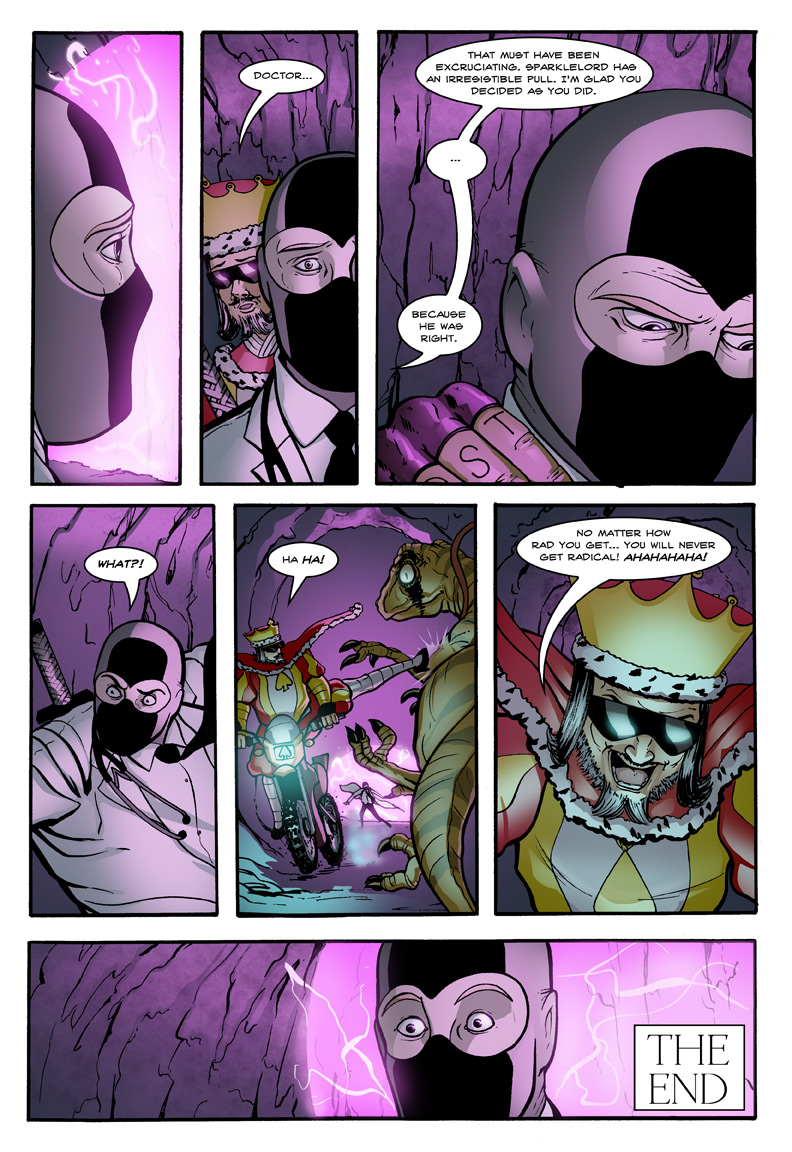 DOCTOR...
THAT MUST HAVE BEEN
EXCRUCIATING. SPARKLELORD HAS
AN IRRESISTIBLE PULL. I'M GLAD YOU
DECIDED AS YOU DID.
...
BECAUSE
HE WAS
RIGHT.
ST
WHAT?!
HA HA!
NO MATTER HOW
RAD YOU GET... YOU WILL NEVER
GET RADICAL! AHAHAHAHA!
THE
END